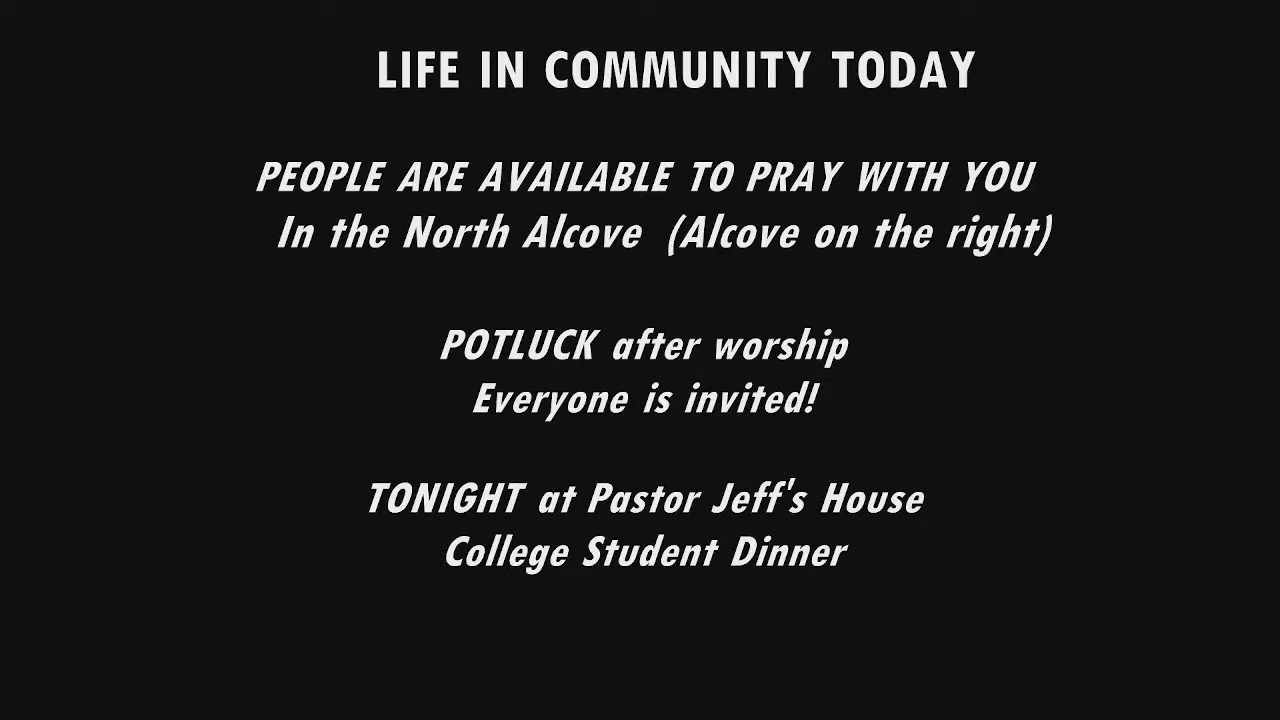 LIFE IN COMMUNITY TODAY
PEOPLE ARE AVAILABLE TO PRAY WITH YOU
In the North Alcove (Alcove on the right)
POTLUCK after worship
Everyone is invited!
TONIGHT at Pastor Jeff's House
College Student Dinner